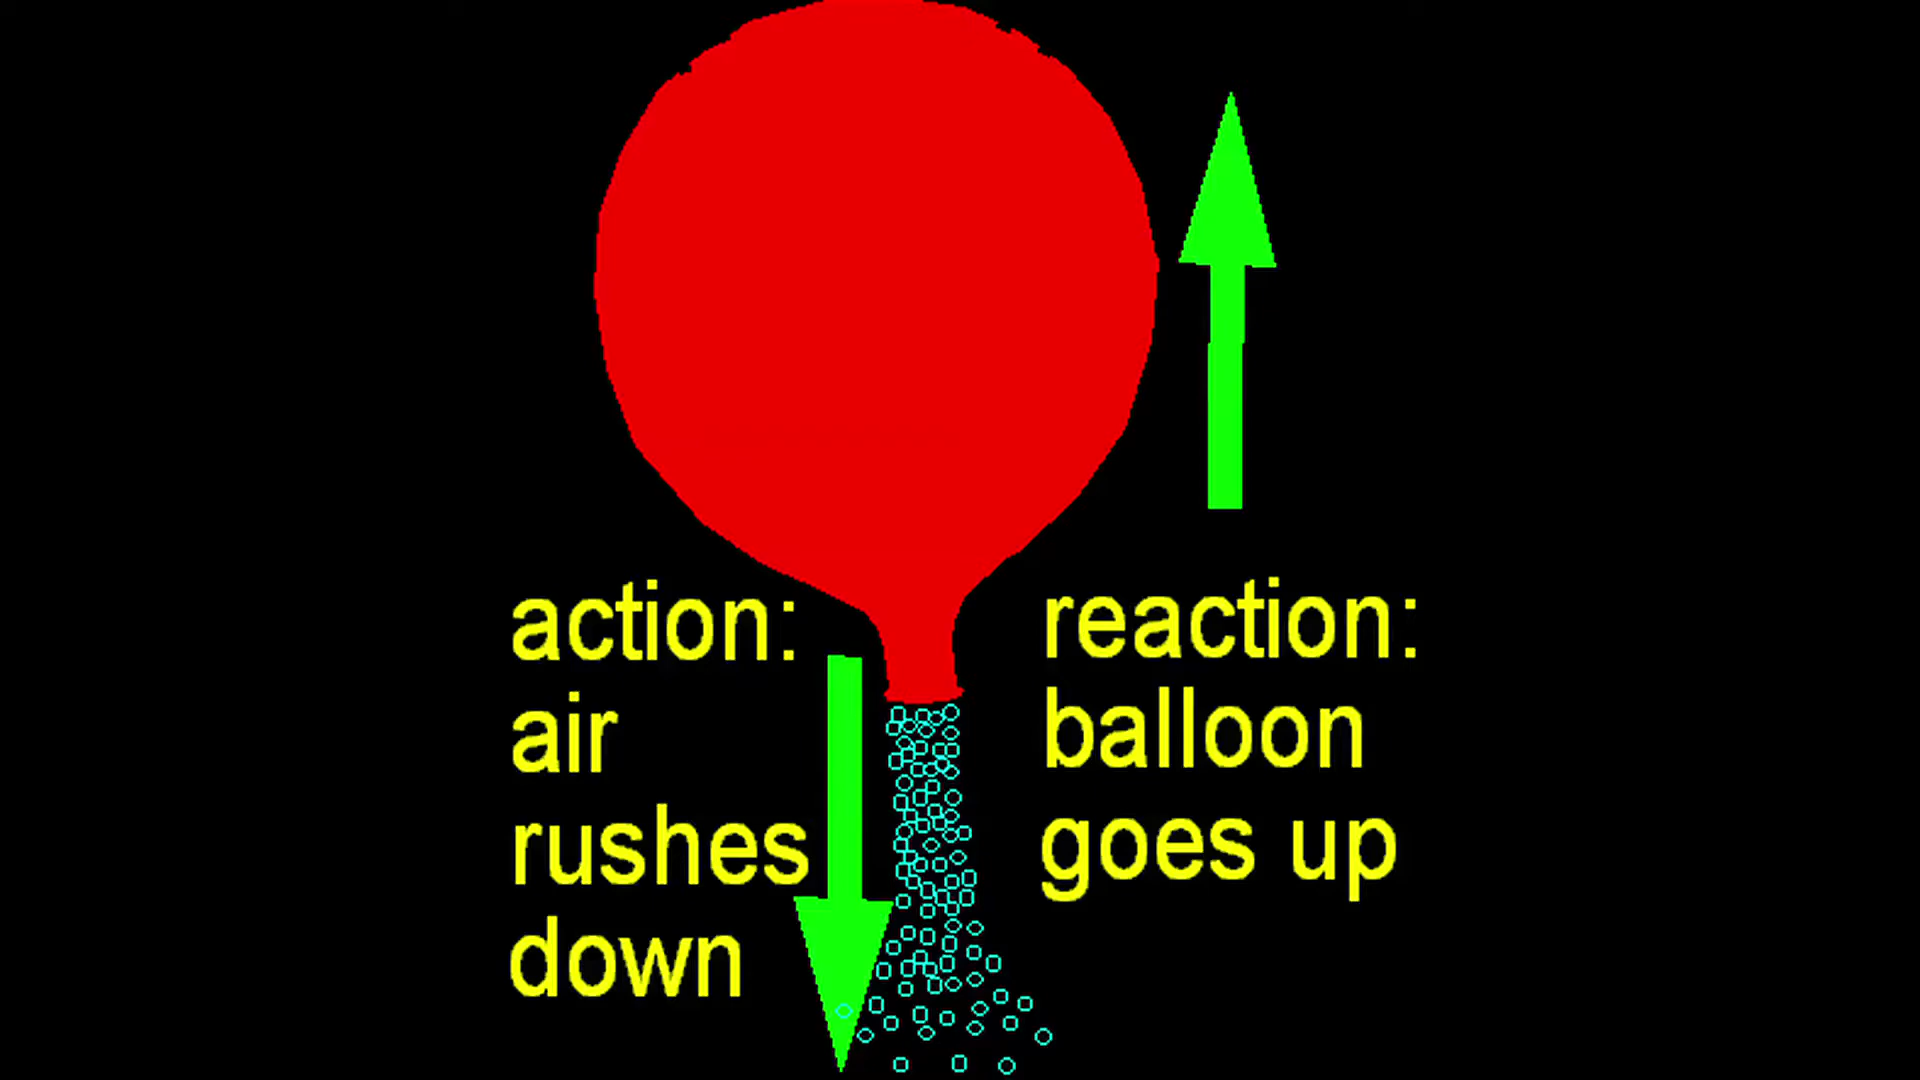 action:
air
rushes
down
reaction:
balloon
goes up